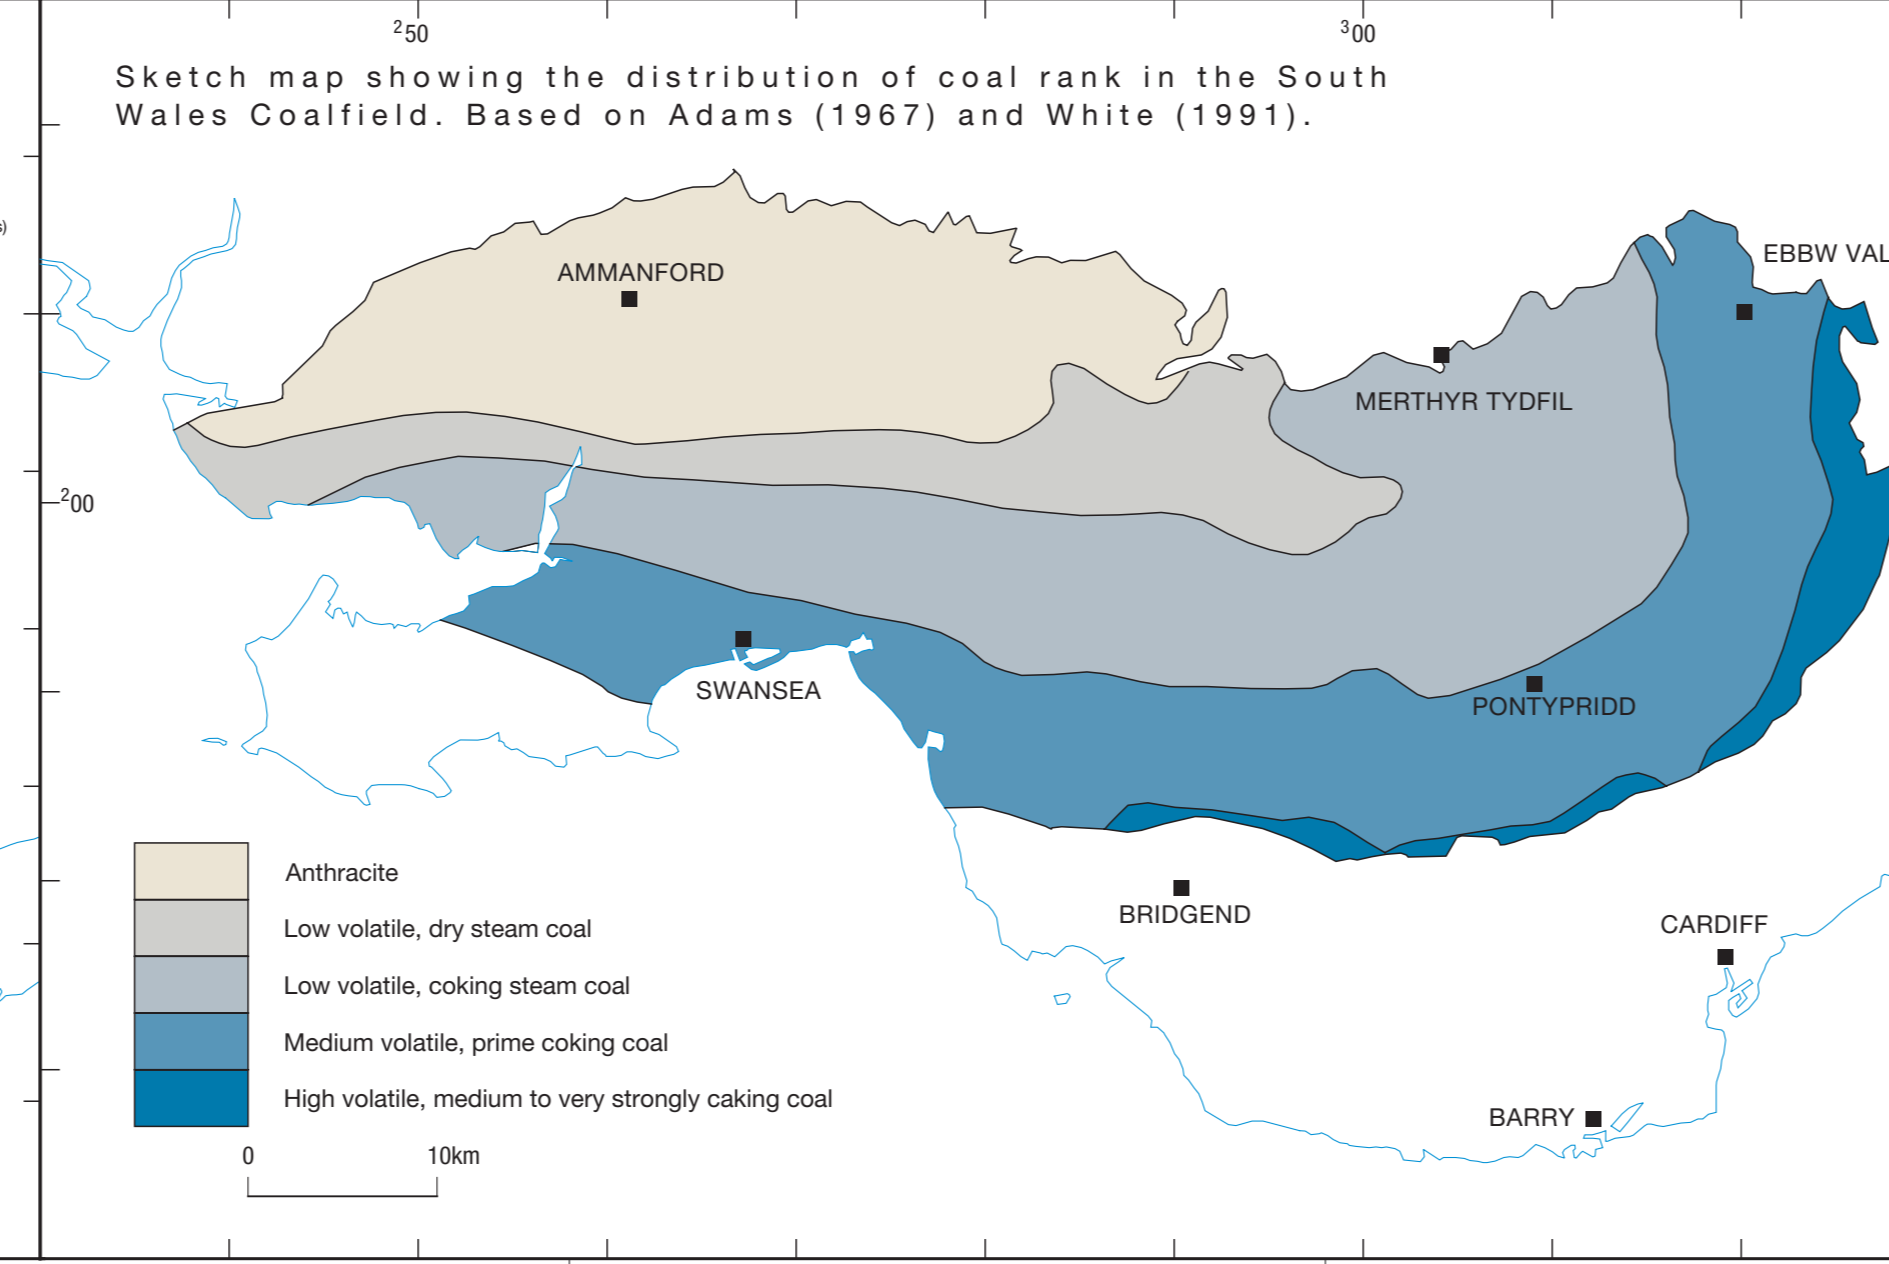 ²50
³00
Sketch map showing the distribution of coal rank in the South
Wales Coalfield. Based on Adams (1967) and White (1991).
s)
EBBW VAL
AMMANFORD
MERTHYR TYDFIL
²00
SWANSEA
PONTYPRIDD
Anthracite
BRIDGEND
CARDIFF
Low volatile, dry steam coal
Low volatile, coking steam coal
Medium volatile, prime coking coal
High volatile, medium to very strongly caking coal
BARRY
0 10km